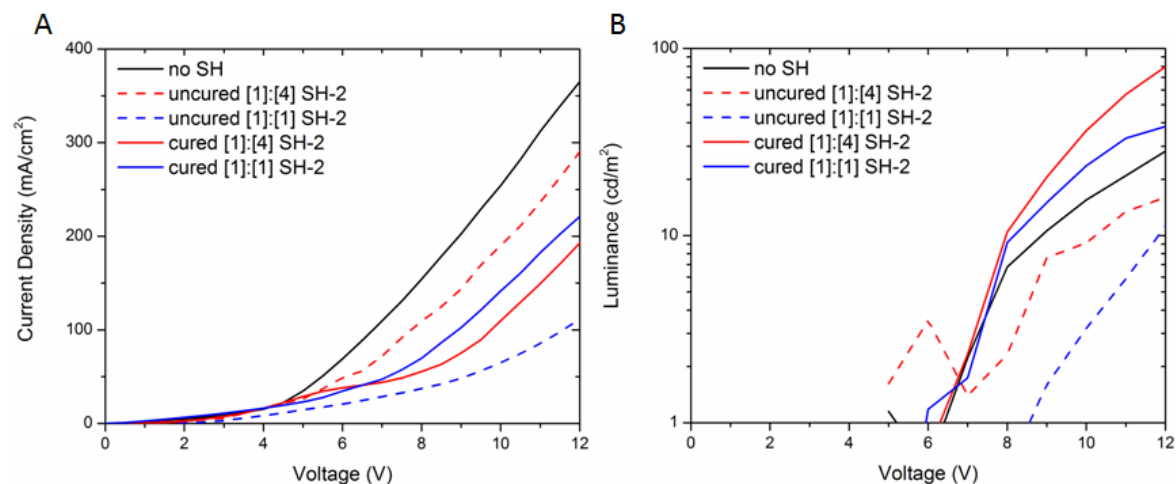 A
400
300
200
100
0
Current Density (mA/cm²)
no SH
uncured [1]:[4] SH-2
uncured [1]:[1] SH-2
cured [1]:[4] SH-2
cured [1]:[1] SH-2
0 2 4 6 8 10 12
Voltage (V)
B
100
10
1
Luminance (cd/m²)
no SH
uncured [1]:[4] SH-2
uncured [1]:[1] SH-2
cured [1]:[4] SH-2
cured [1]:[1] SH-2
0 2 4 6 8 10 12
Voltage (V)